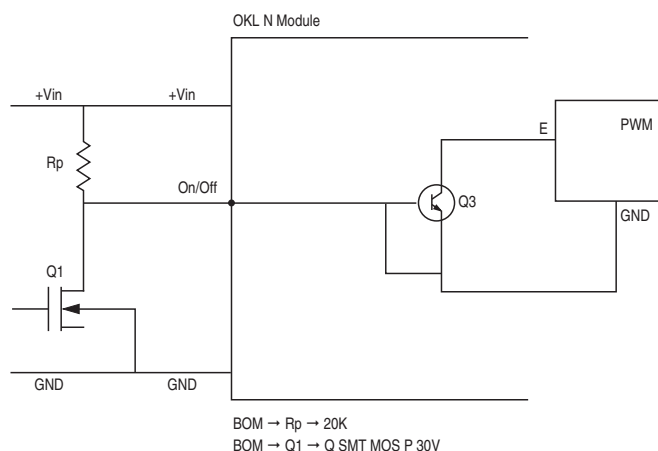 OKL N Module
+Vin
+Vin
E
PWM
Rp
On/Off
Q3
GND
Q1
GND
GND
BOM → Rp → 20K
BOM → Q1 → Q SMT MOS P 30V